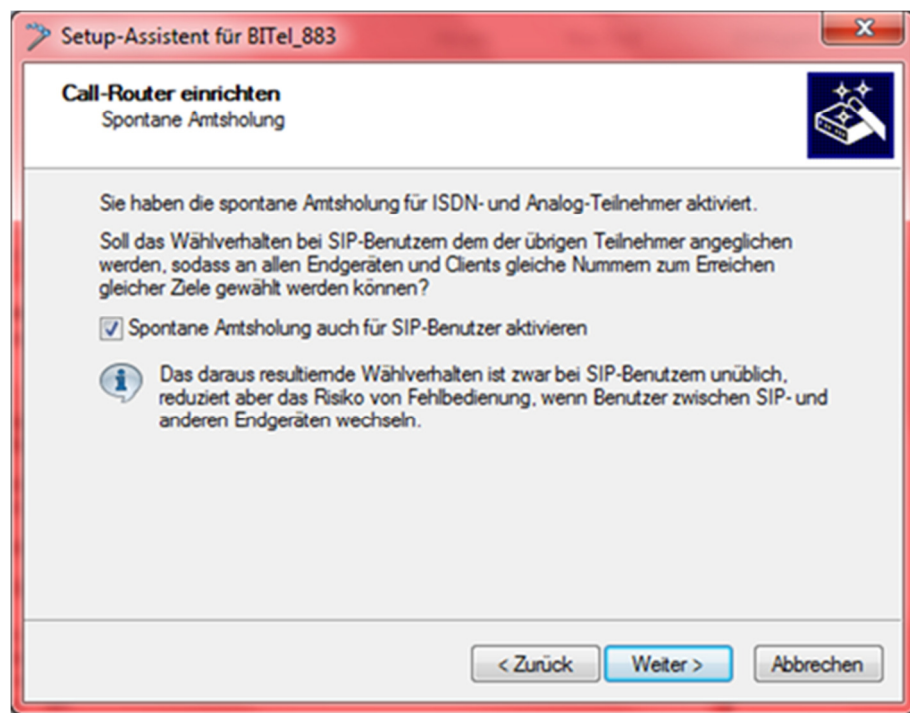 Setup-Assistent für BITel_883
Call-Router einrichten
Spontane Amtsholung
Sie haben die spontane Amtsholung für ISDN- und Analog-Teilnehmer aktiviert.
Soll das Wählverhalten bei SIP-Benutzern dem der übrigen Teilnehmer angeglichen
werden, sodass an allen Endgeräten und Clients gleiche Nummern zum Erreichen
gleicher Ziele gewählt werden können?
Spontane Amtsholung auch für SIP-Benutzer aktivieren
Das daraus resultiernde Wählverhalten ist zwar bei SIP-Benutzern unüblich,
reduziert aber das Risiko von Fehlbedienung, wenn Benutzer zwischen SIP- und
anderen Endgeräten wechseln.
< Zurück
Weiter >
Abbrechen